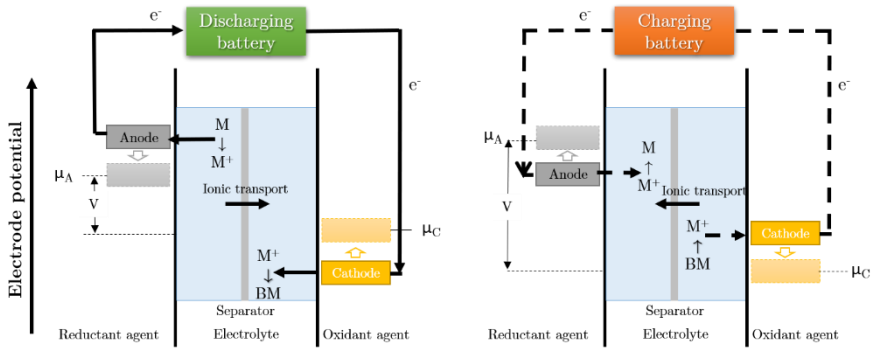 Electrode potential
e-
Discharging
battery
e-
Anode
M
↓
M+
μA
V
Ionic transport
M+
↓
BM
Cathode
μC
Separator
Reductant agent
Electrolyte
Oxidant agent
e-
Charging
battery
e-
μA
Anode
M
↑
M+
V
Ionic transport
M+
↑
BM
Cathode
μC
Separator
Reductant agent
Electrolyte
Oxidant agent